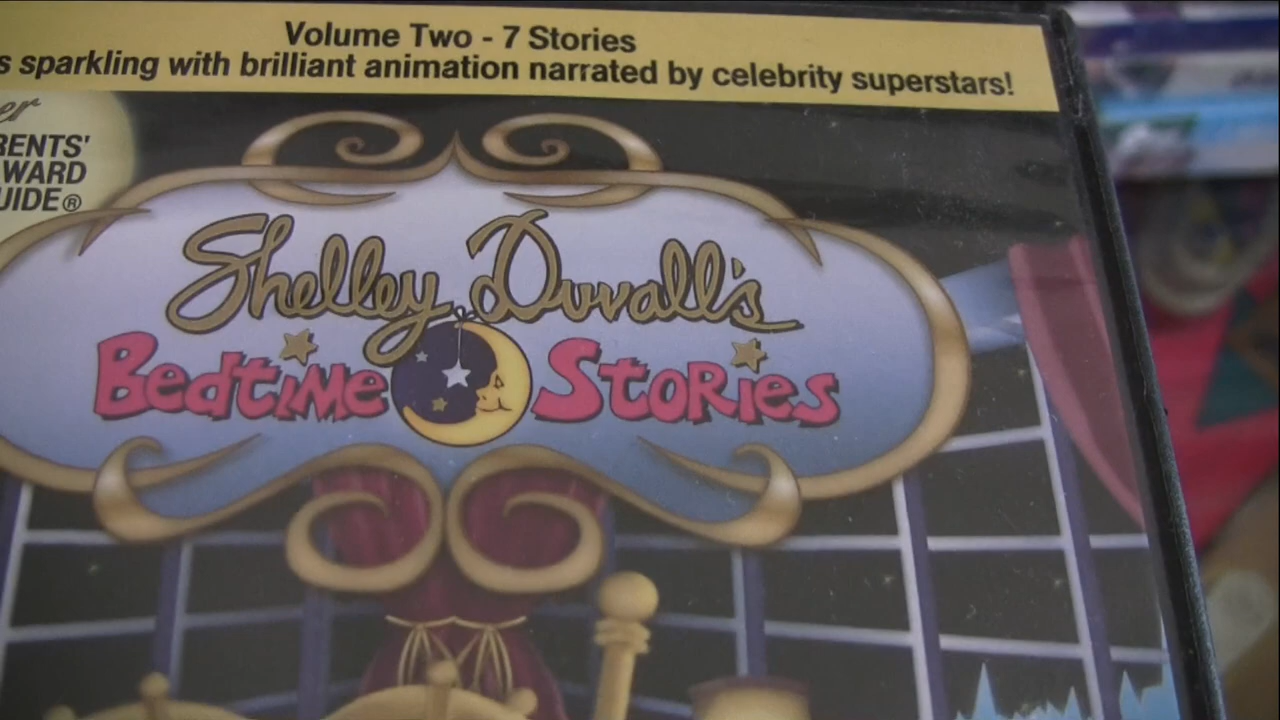 Volume Two - 7 Stories
s sparkling with brilliant animation narrated by celebrity superstars!
er
RENTS'
WARD
UIDE®
Shelley Duvall's
Bedtime Stories